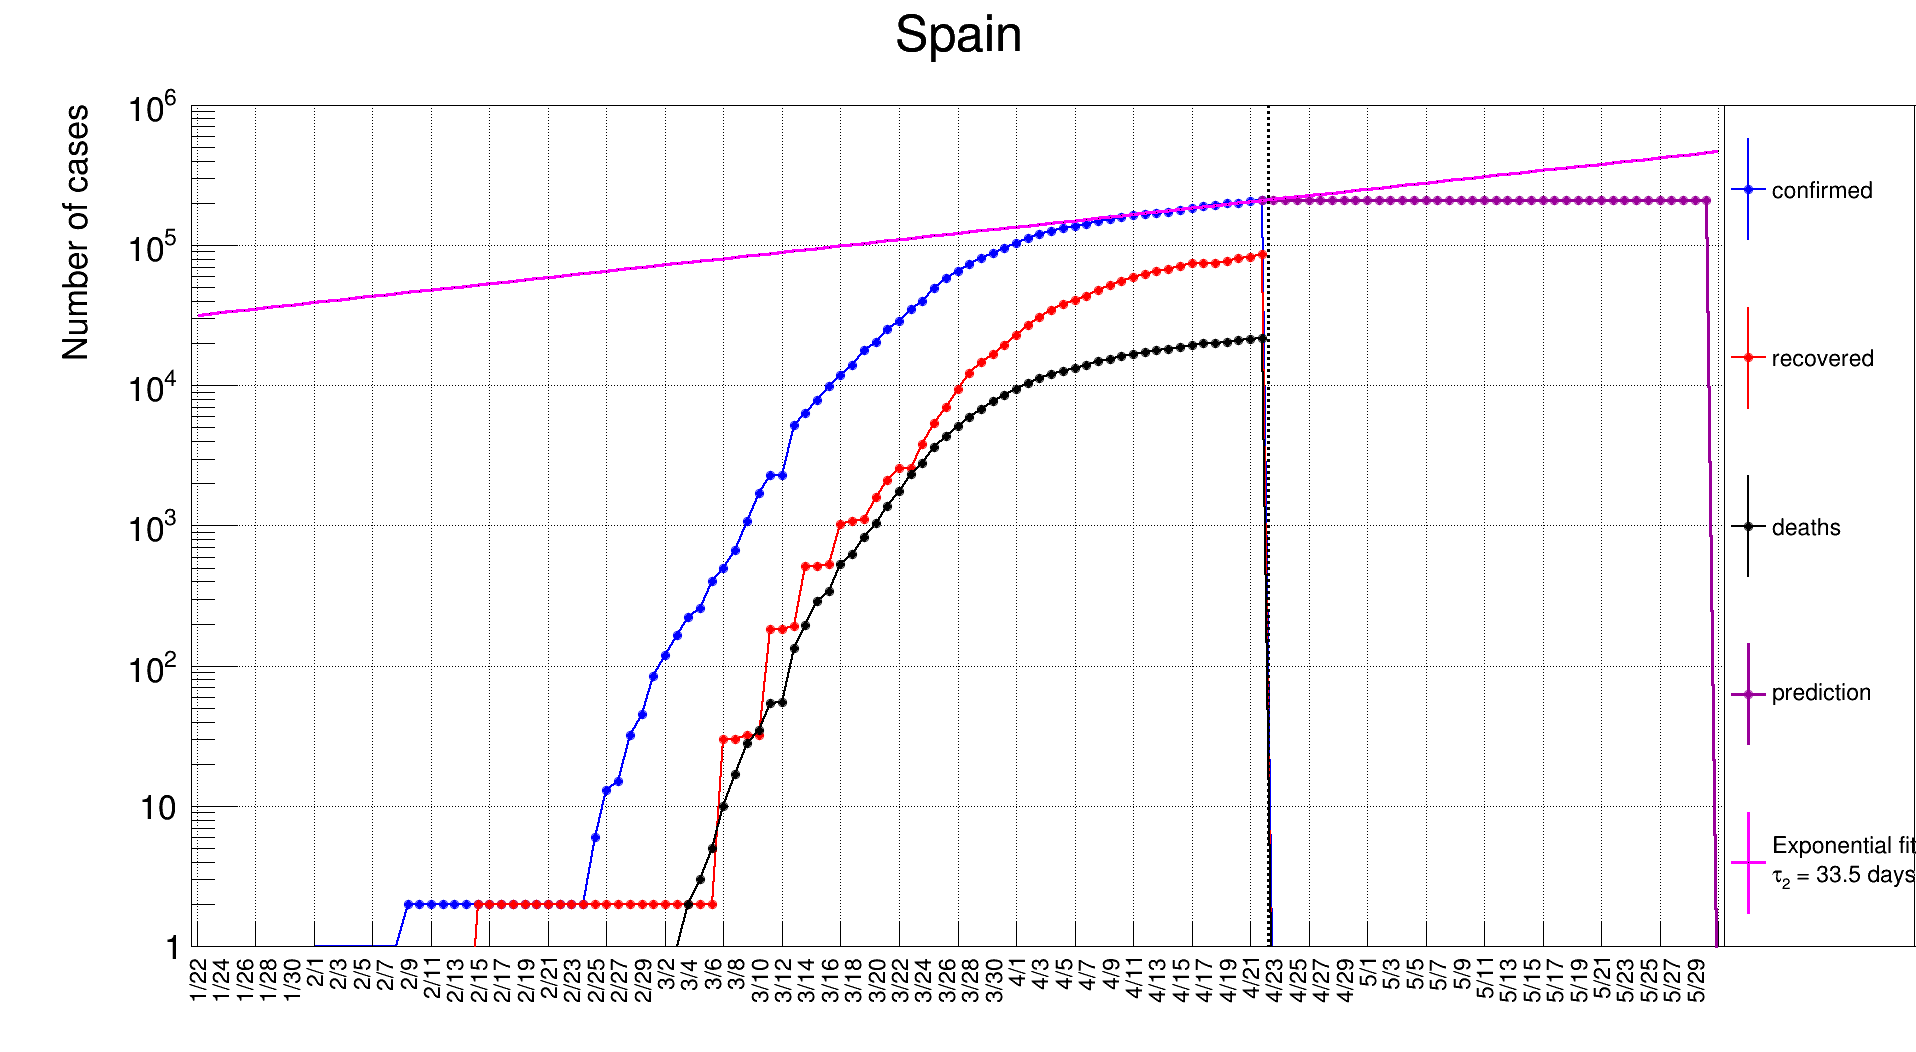 Spain
Number of cases
10^6
10^5
10^4
10^3
10^2
10
1
1/22 1/24 1/26 1/28 1/30 2/1 2/3 2/5 2/7 2/9 2/11 2/13 2/15 2/17 2/19 2/21 2/23 2/25 2/27 2/29 3/2 3/4 3/6 3/8 3/10 3/12 3/14 3/16 3/18 3/20 3/22 3/24 3/26 3/28 3/30 4/1 4/3 4/5 4/7 4/9 4/11 4/13 4/15 4/17 4/19 4/21 4/23 4/25 4/27 4/29 5/1 5/3 5/5 5/7 5/9 5/11 5/13 5/15 5/17 5/19 5/21 5/23 5/25 5/27 5/29
confirmed
recovered
deaths
prediction
Exponential fit
τ₂ = 33.5 days